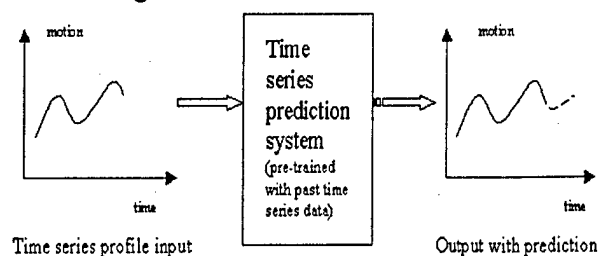 motion
time
Time series profile input
Time
series
prediction
system
(pre-trained
with past time
series data)
motion
time
Output with prediction